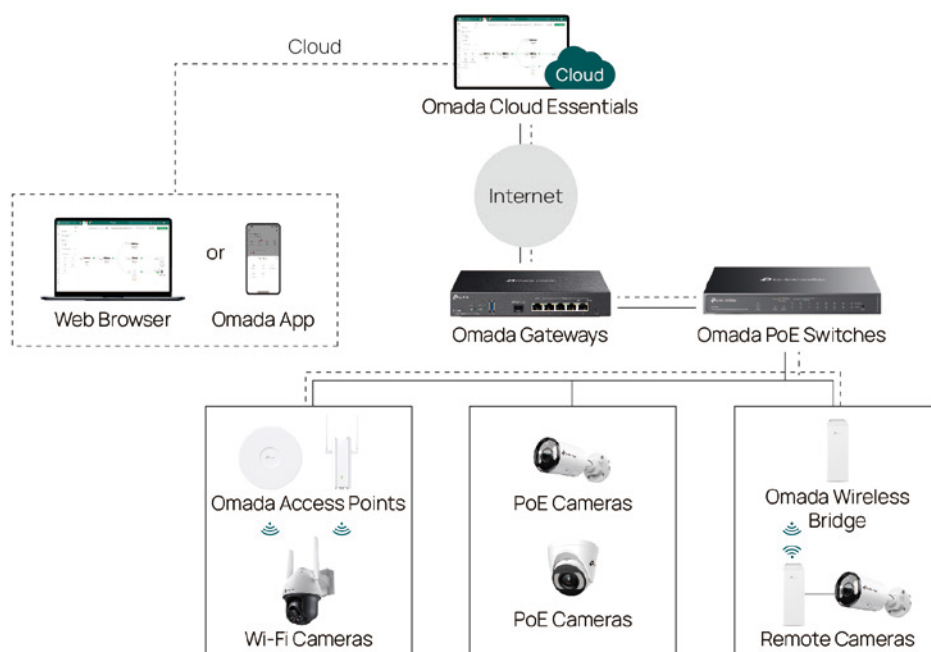 Cloud
Cloud
Omada Cloud Essentials
Internet
or
Web Browser
Omada App
Omada Gateways
Omada PoE Switches
Omada Access Points
Wi-Fi Cameras
PoE Cameras
PoE Cameras
Omada Wireless
Bridge
Remote Cameras